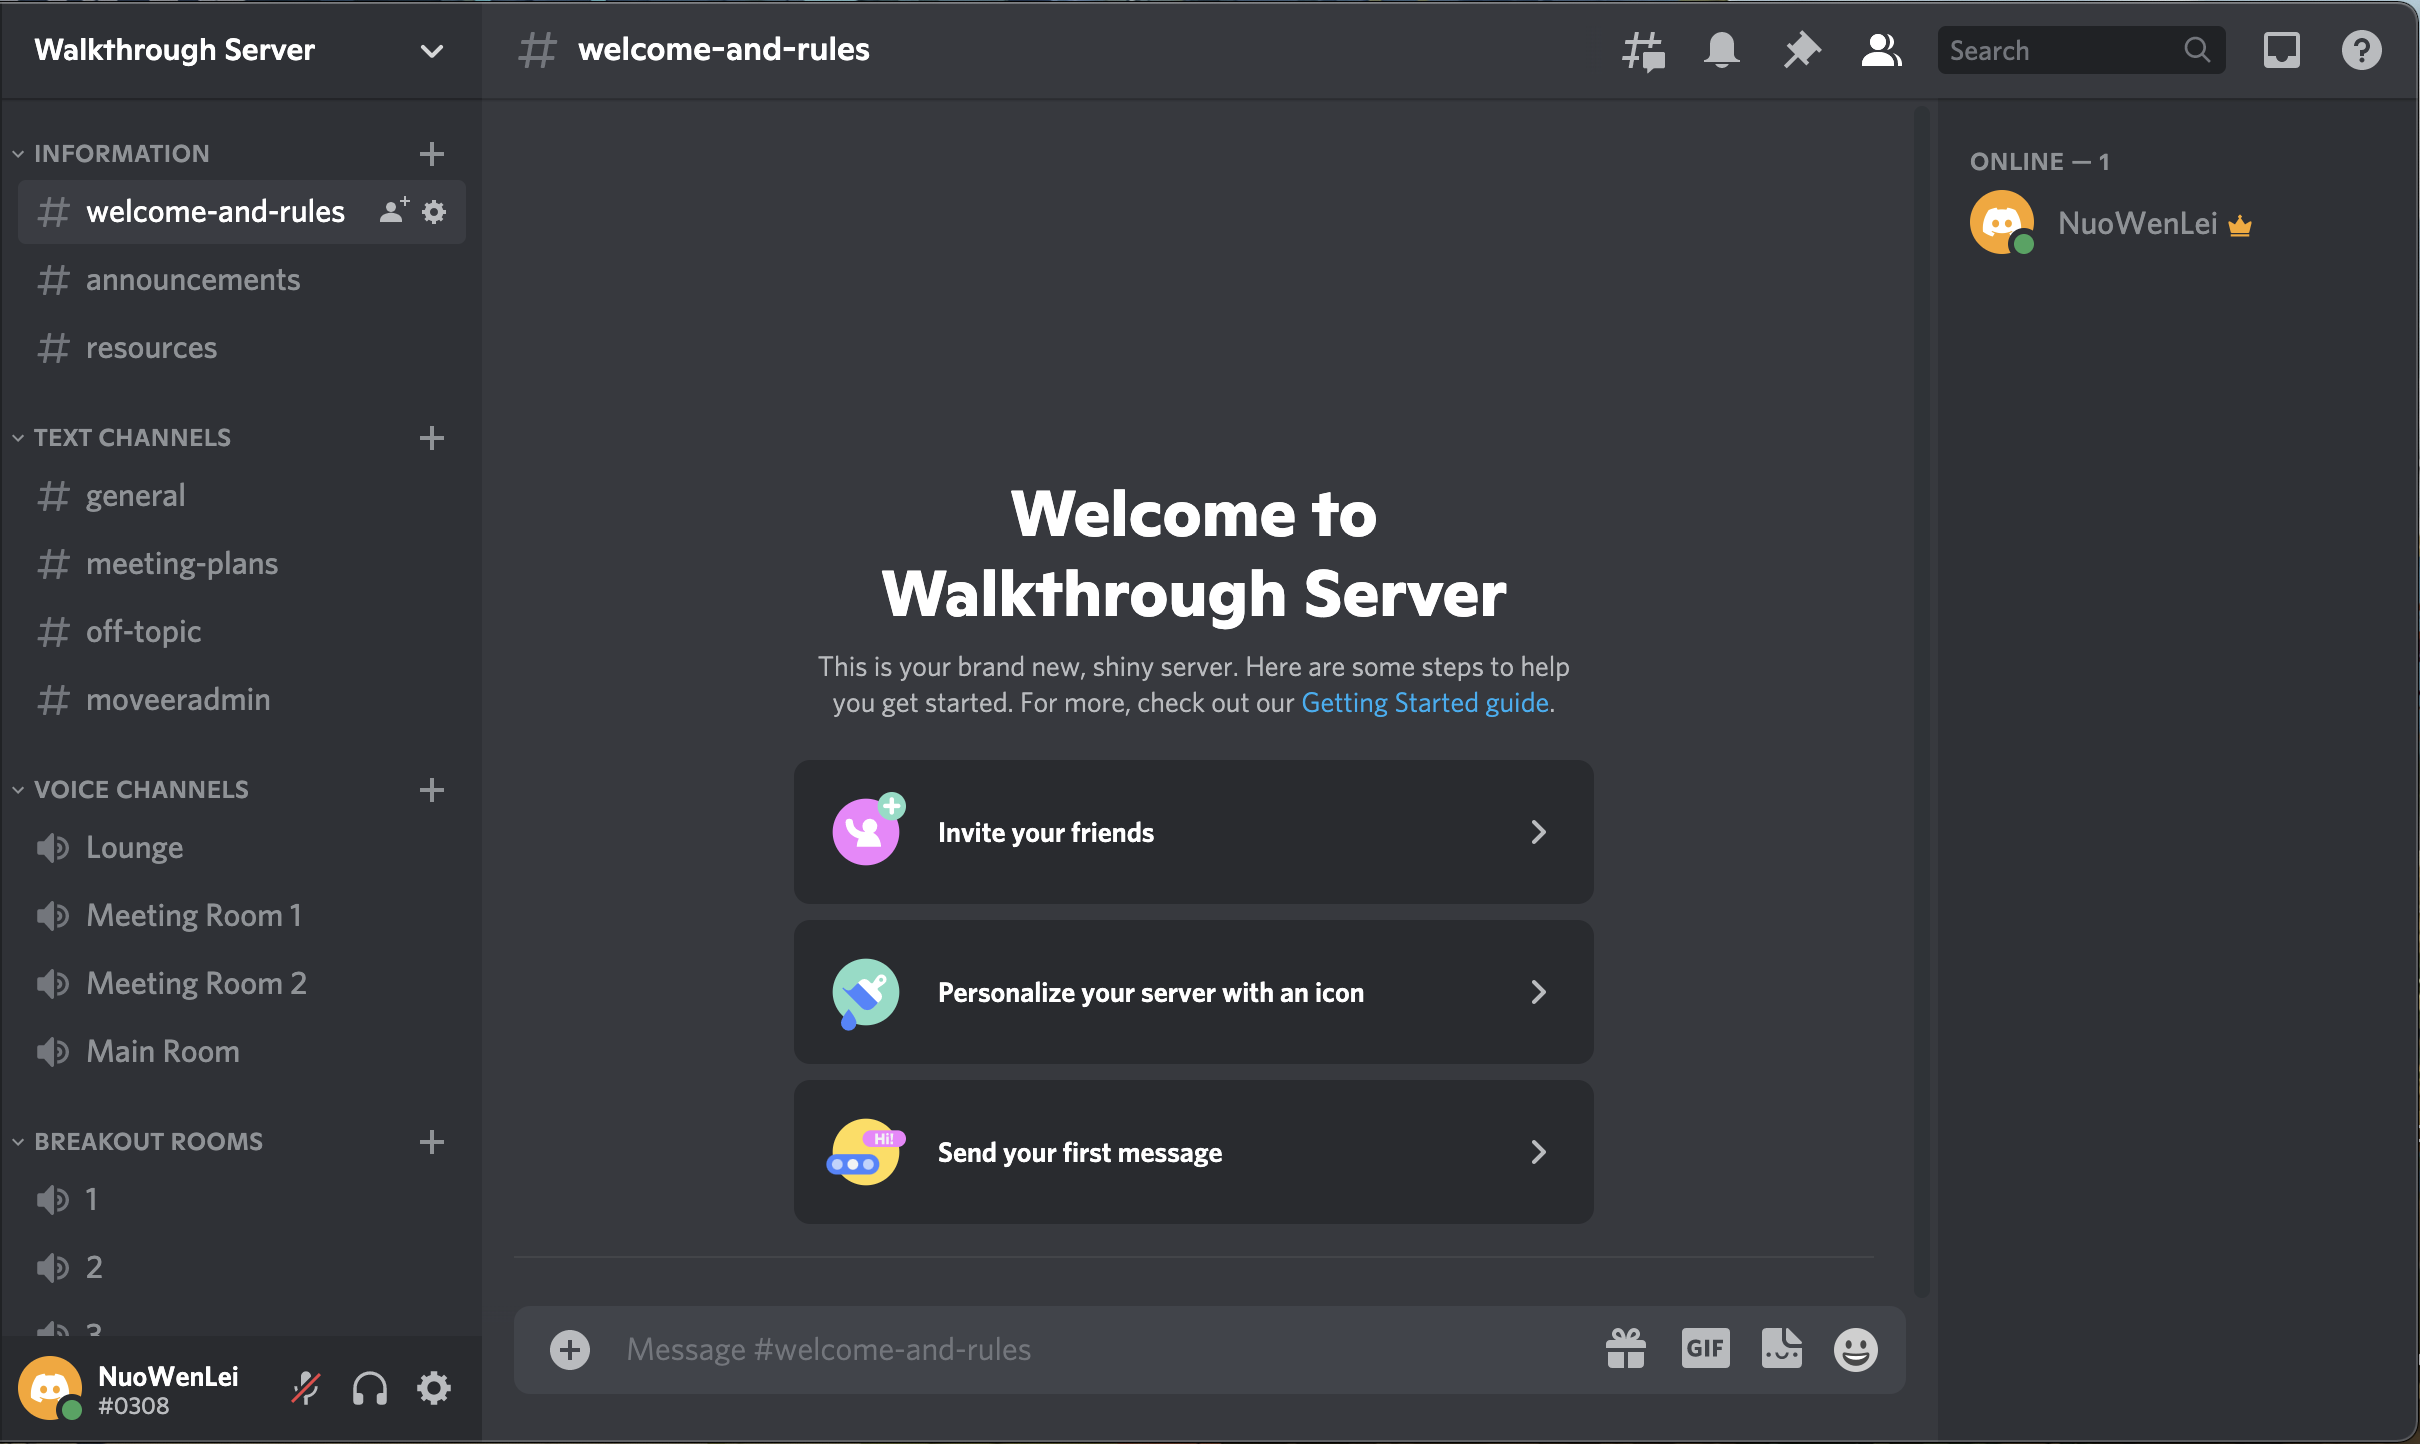 Walkthrough Server
INFORMATION
welcome-and-rules
announcements
resources
TEXT CHANNELS
general
meeting-plans
off-topic
moveeradmin
VOICE CHANNELS
Lounge
Meeting Room 1
Meeting Room 2
Main Room
BREAKOUT ROOMS
1
2
3
NuoWenLei
#0308
welcome-and-rules
Search
Welcome to
Walkthrough Server
This is your brand new, shiny server. Here are some steps to help
you get started. For more, check out our Getting Started guide.
Invite your friends
Personalize your server with an icon
Hi!
Send your first message
Message #welcome-and-rules
GIF
ONLINE — 1
NuoWenLei